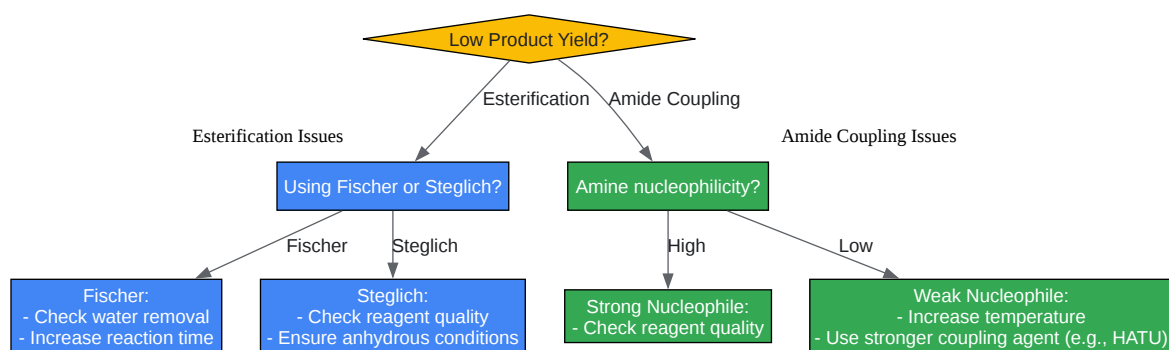 Low Product Yield?
Esterification
Amide Coupling
Esterification Issues
Amide Coupling Issues
Using Fischer or Steglich?
Amine nucleophilicity?
Fischer
Steglich
High
Low
Fischer:
- Check water removal
- Increase reaction time
Steglich:
- Check reagent quality
- Ensure anhydrous conditions
Strong Nucleophile:
- Check reagent quality
Weak Nucleophile:
- Increase temperature
- Use stronger coupling agent (e.g., HATU)